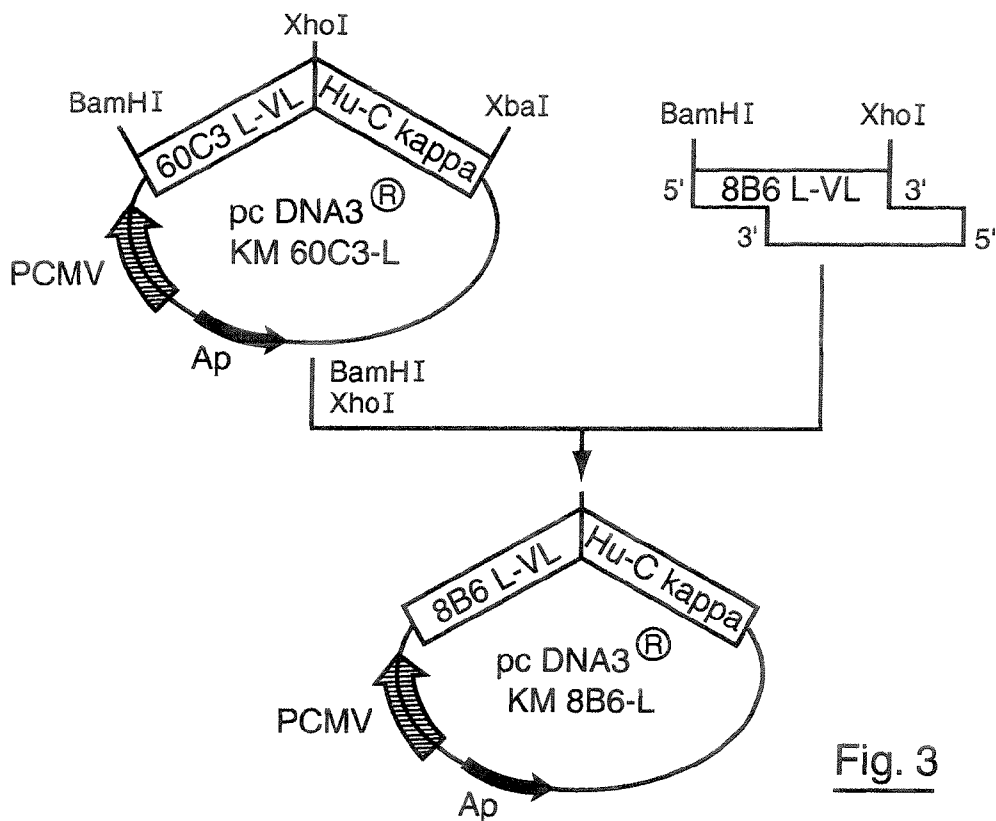 XhoI
BamHI
60C3 L-VL
Hu-C kappa
XbaI
pc DNA3 ®
KM 60C3-L
PCMV
Ap
BamHI
XhoI
BamHI
XhoI
5'
8B6 L-VL
3'
3'
5'
8B6 L-VL
Hu-C kappa
pc DNA3 ®
KM 8B6-L
PCMV
Ap
Fig. 3